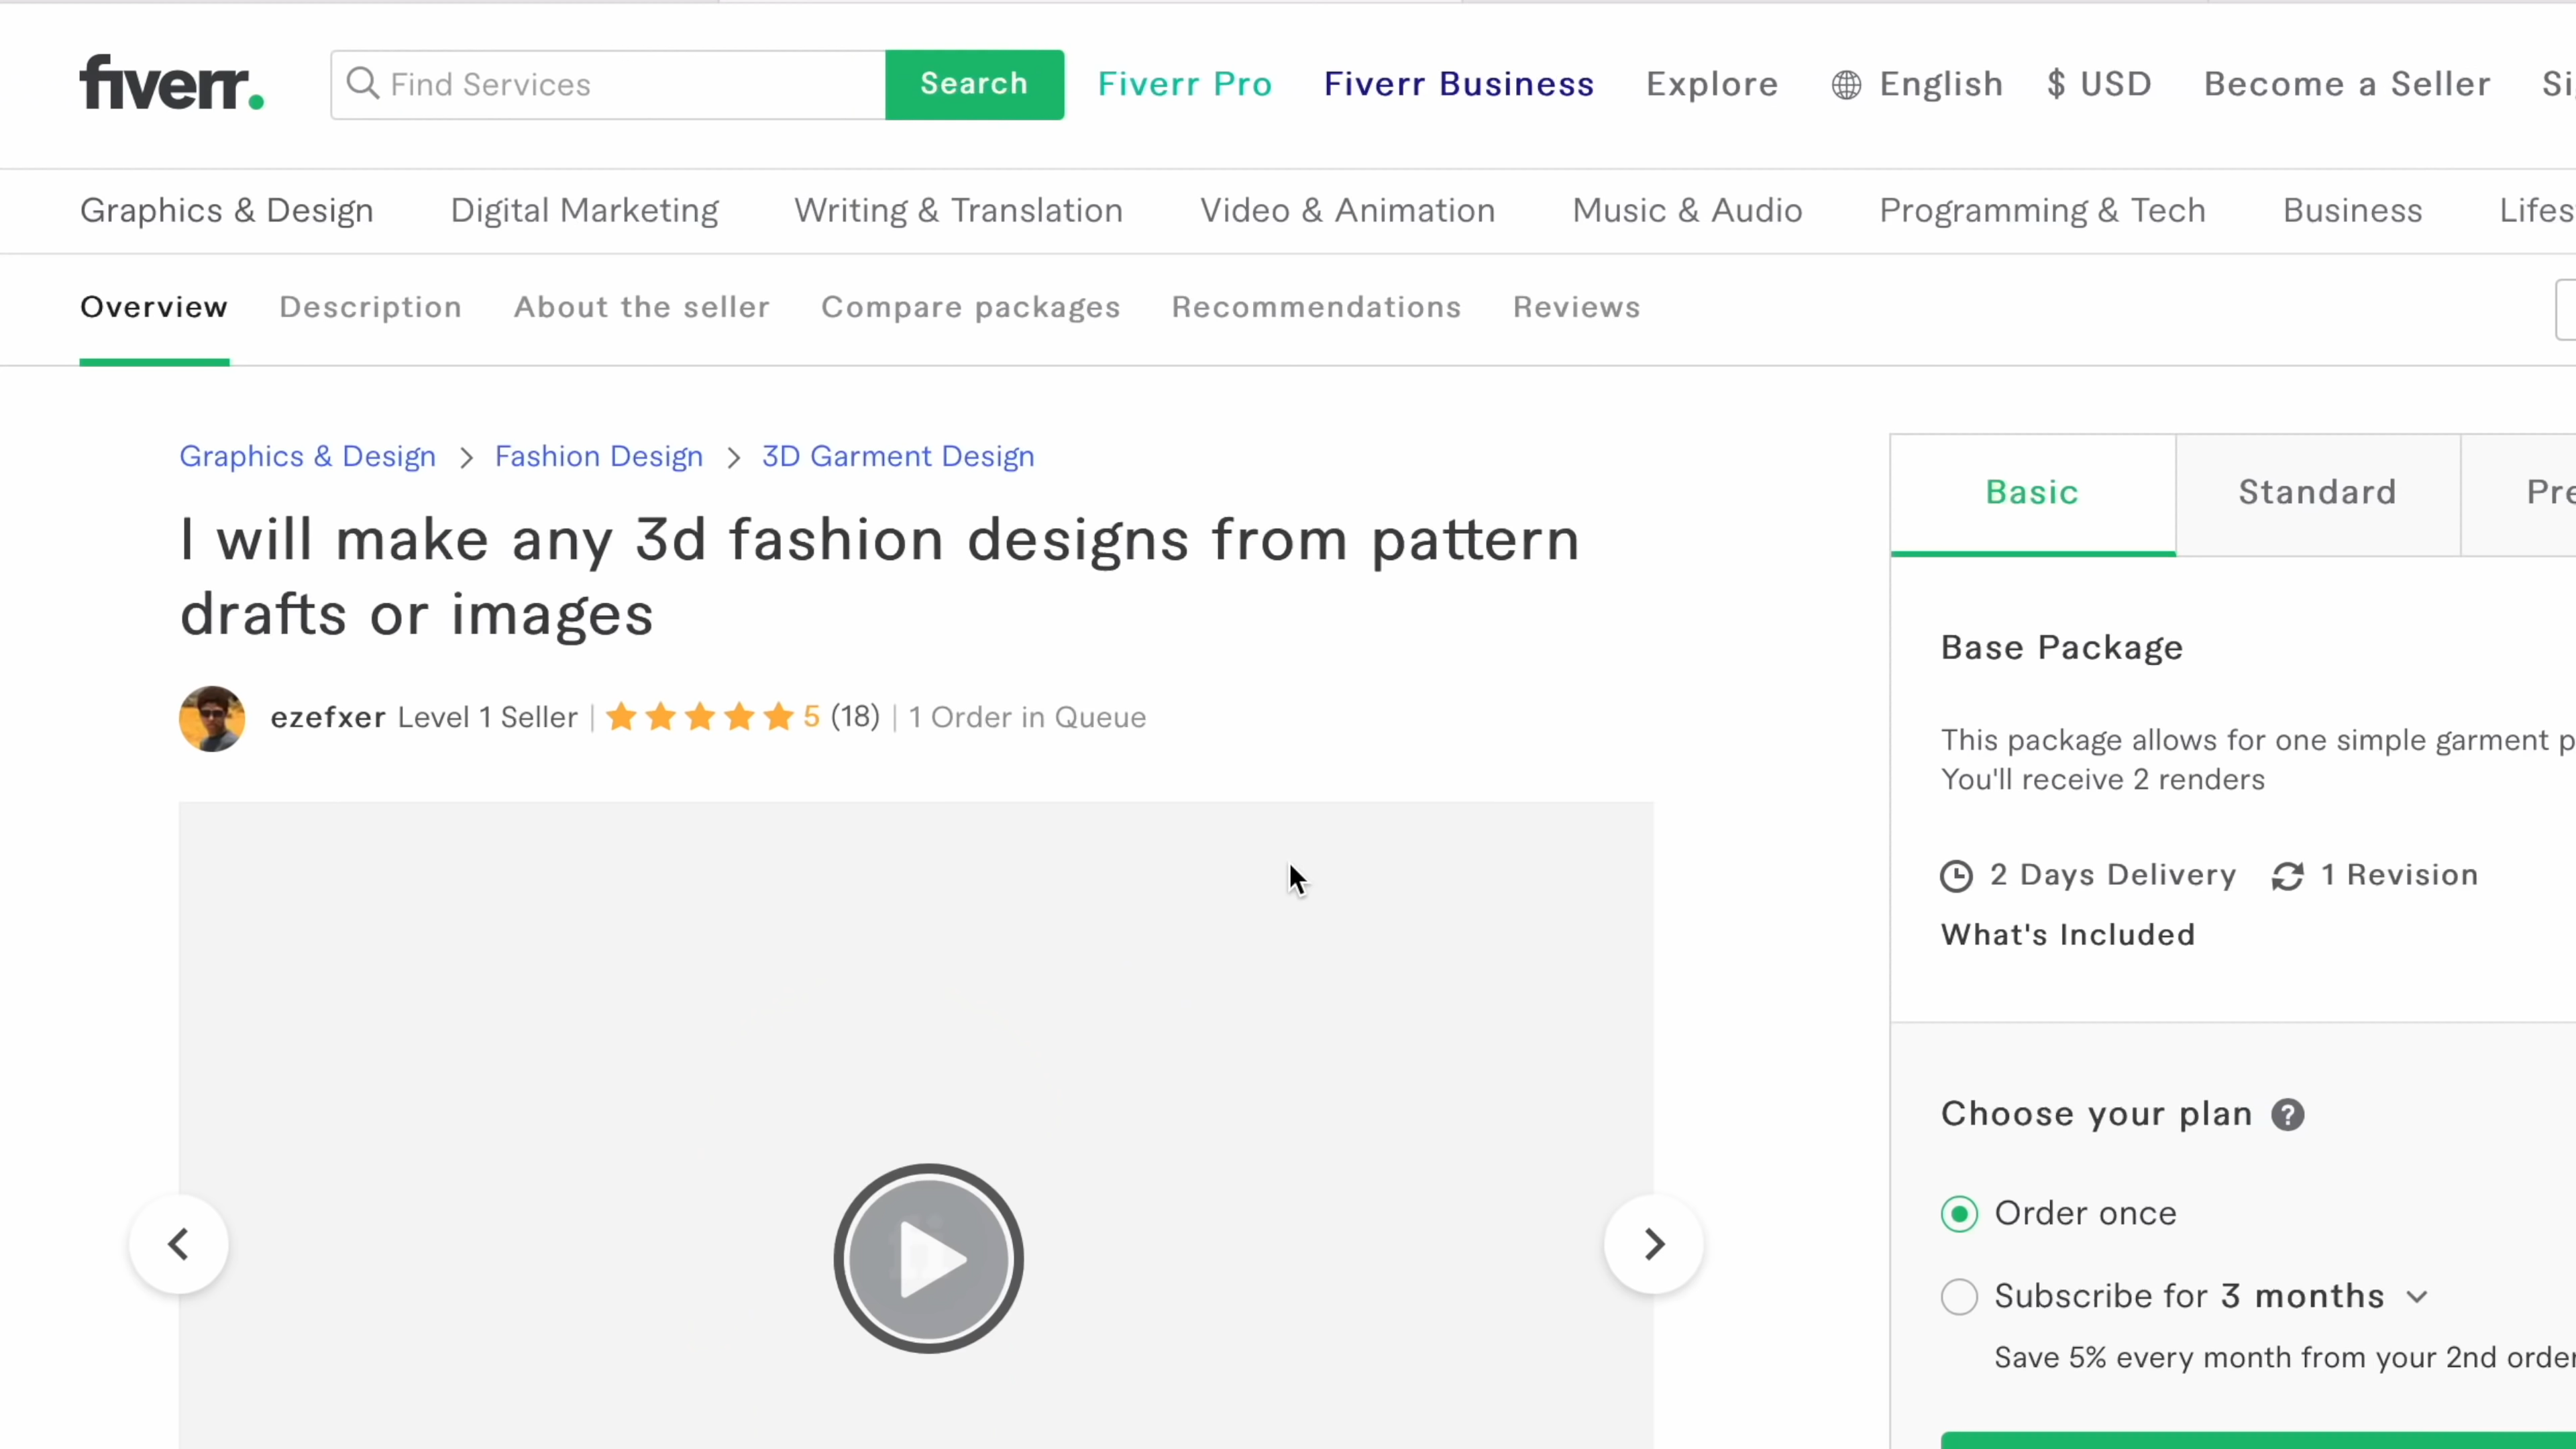 fiverr.
Find Services
Search
Fiverr Pro
Fiverr Business
Explore
English
$ USD
Become a Seller
Graphics & Design
Digital Marketing
Writing & Translation
Video & Animation
Music & Audio
Programming & Tech
Business
Overview
Description
About the seller
Compare packages
Recommendations
Reviews
Graphics & Design > Fashion Design > 3D Garment Design
I will make any 3d fashion designs from pattern
drafts or images
ezefxer Level 1 Seller | 5 (18) | 1 Order in Queue
Basic
Standard
Base Package
This package allows for one simple garment
You'll receive 2 renders
2 Days Delivery
1 Revision
What's Included
Choose your plan ?
Order once
Subscribe for 3 months
Save 5% every month from your 2nd order